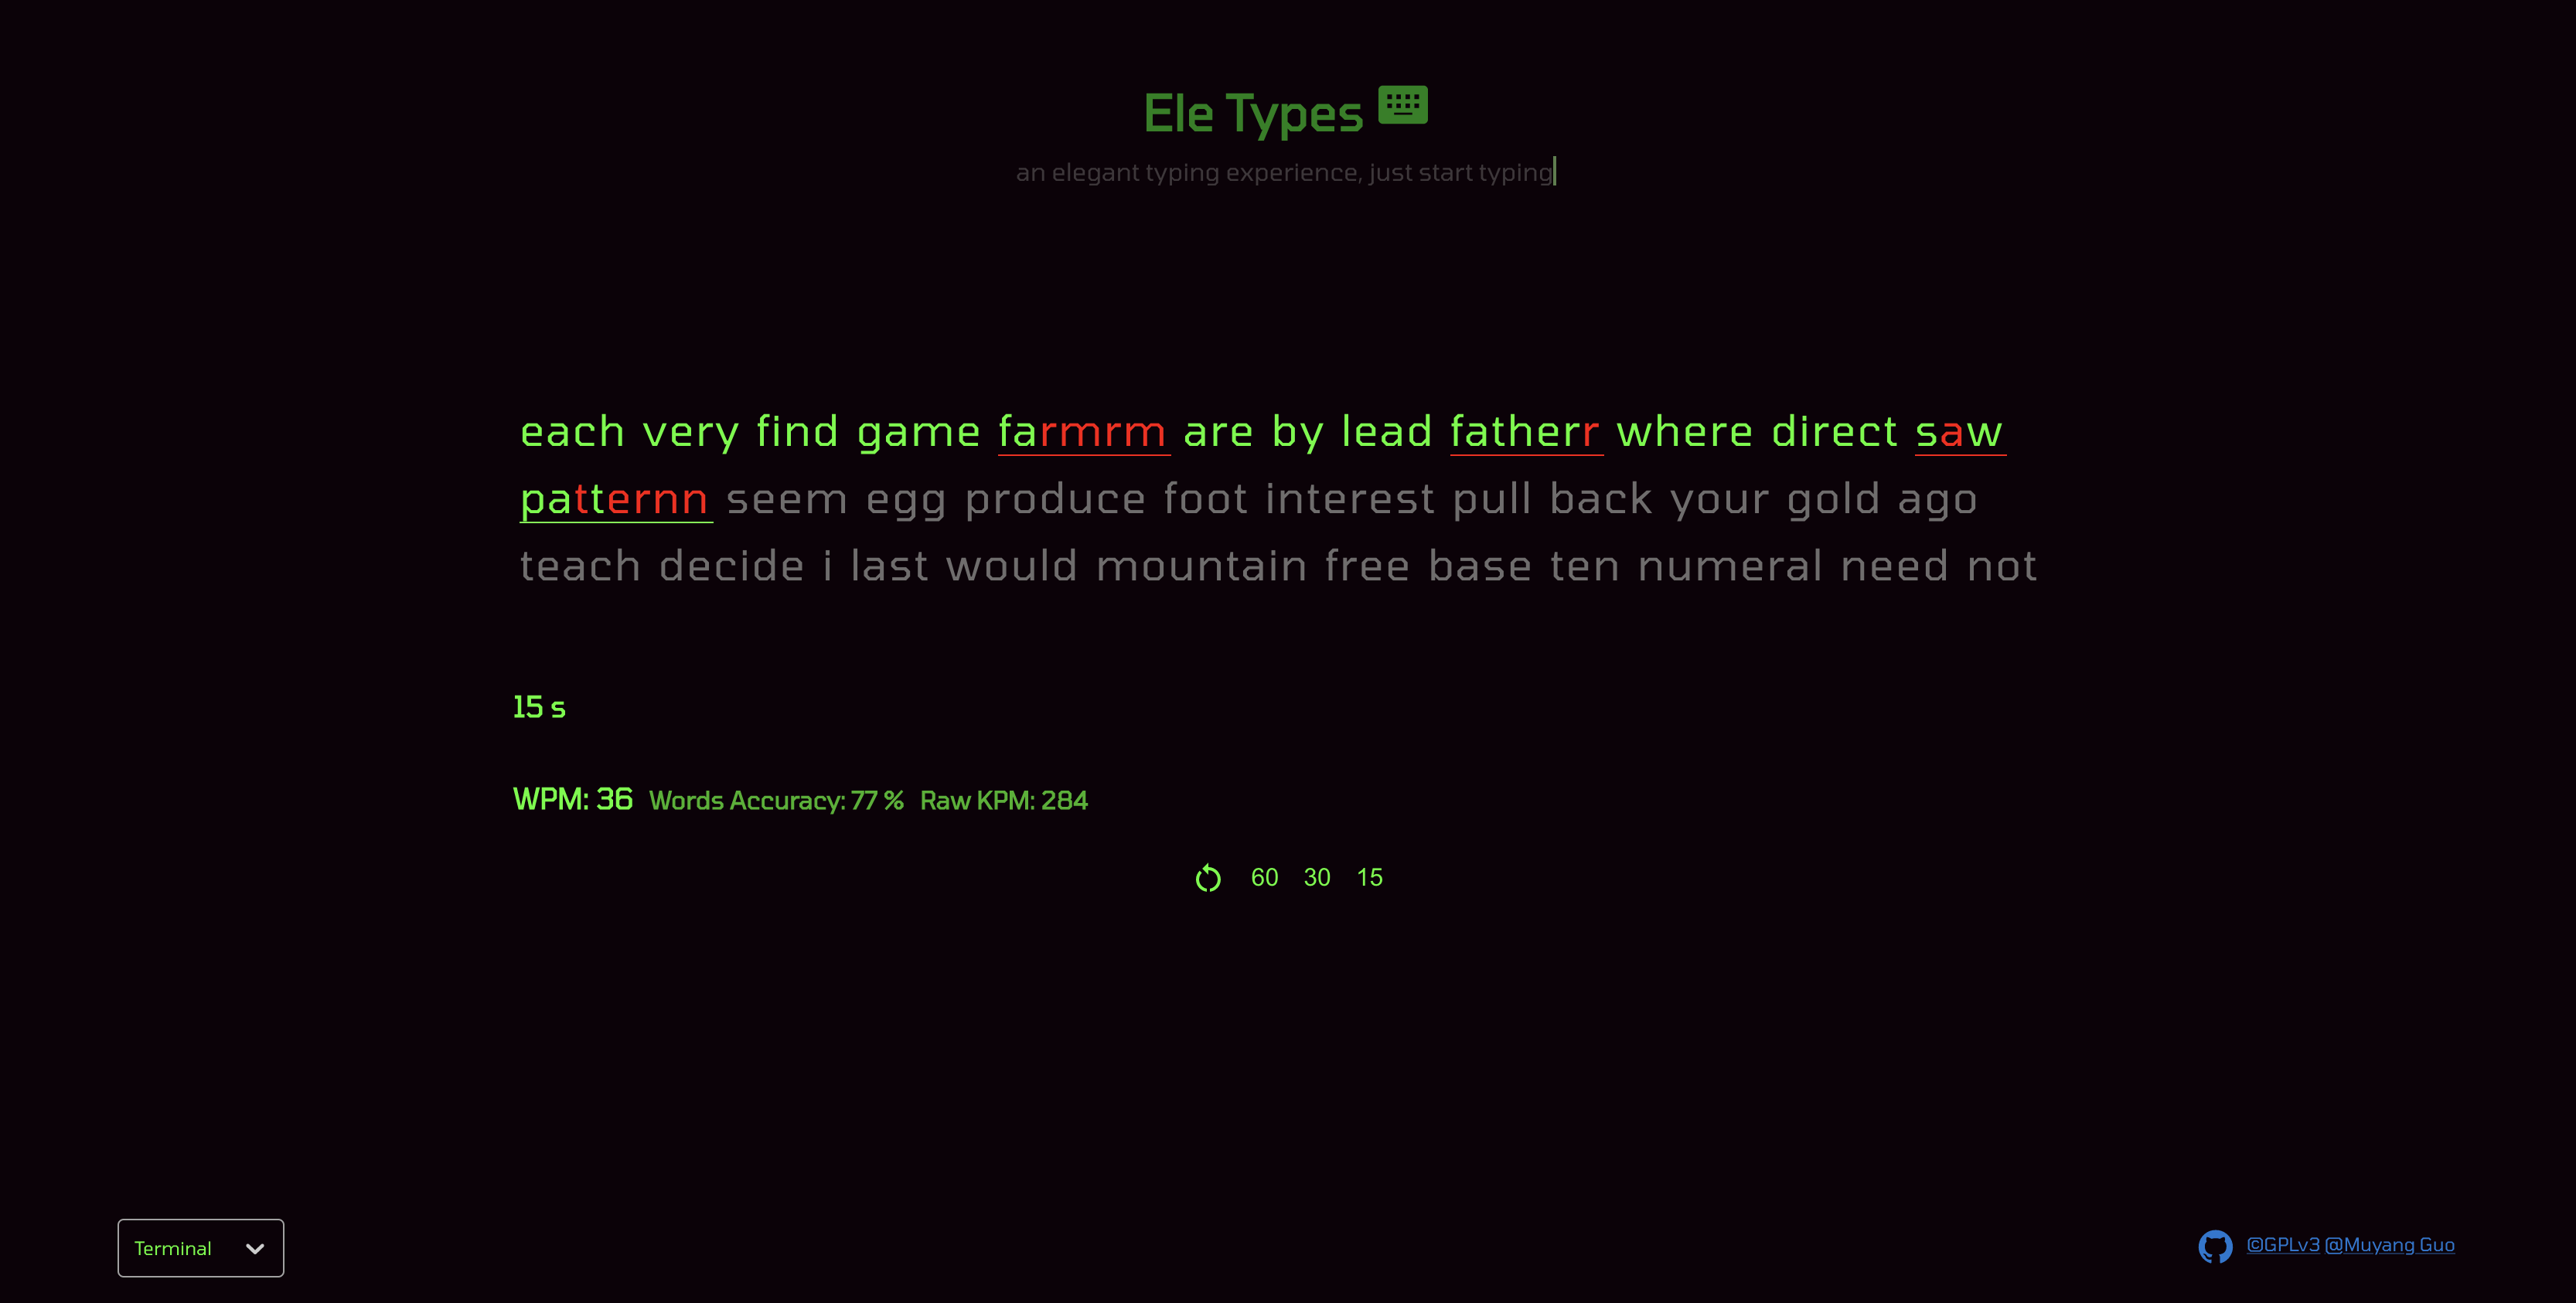 Ele Types
an elegant typing experience, just start typing
each very find game farmrm are by lead fatherr where direct saw
patternn seem egg produce foot interest pull back your gold ago
teach decide i last would mountain free base ten numeral need not
15 s
WPM: 36 Words Accuracy: 77 % Raw KPM: 284
60 30 15
Terminal
©GPLv3 @Muyang Guo